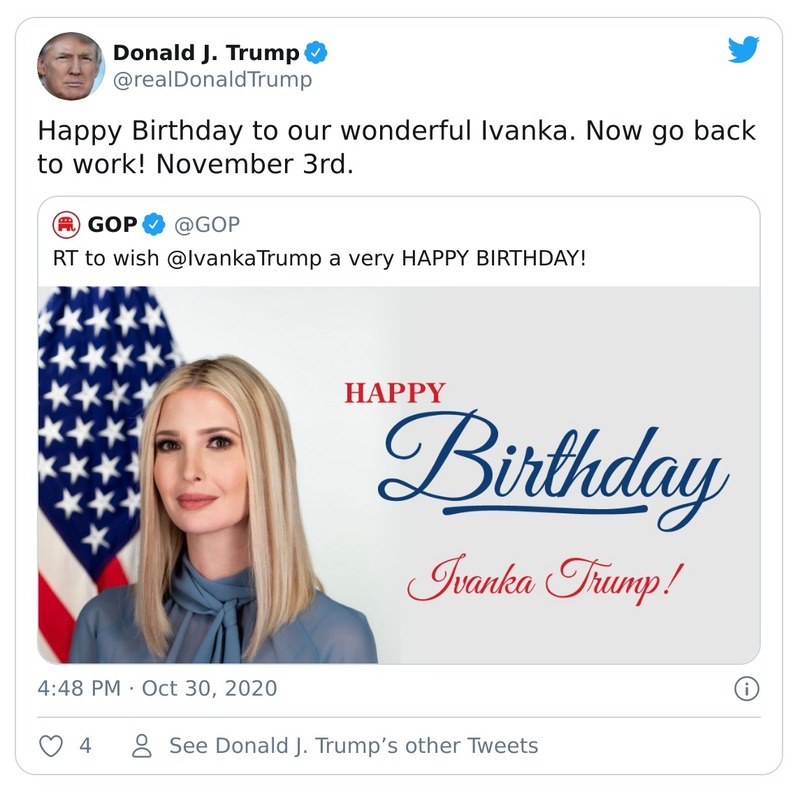 Donald J. Trump
@realDonaldTrump
Happy Birthday to our wonderful Ivanka. Now go back
to work! November 3rd.
GOP @GOP
RT to wish @IvankaTrump a very HAPPY BIRTHDAY!
HAPPY
Birthday
Ivanka Trump!
4:48 PM · Oct 30, 2020
4 See Donald J. Trump’s other Tweets